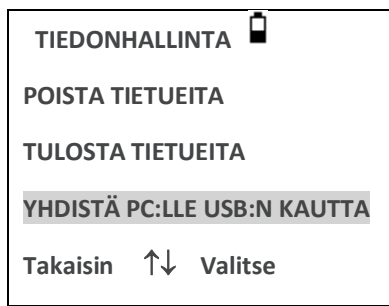 TIEDONHALLINTA
POISTA TIETUEITA
TULOSTA TIETUEITA
YHDISTÄ PC:LLE USB:N KAUTTA
Takaisin ↑↓ Valitse